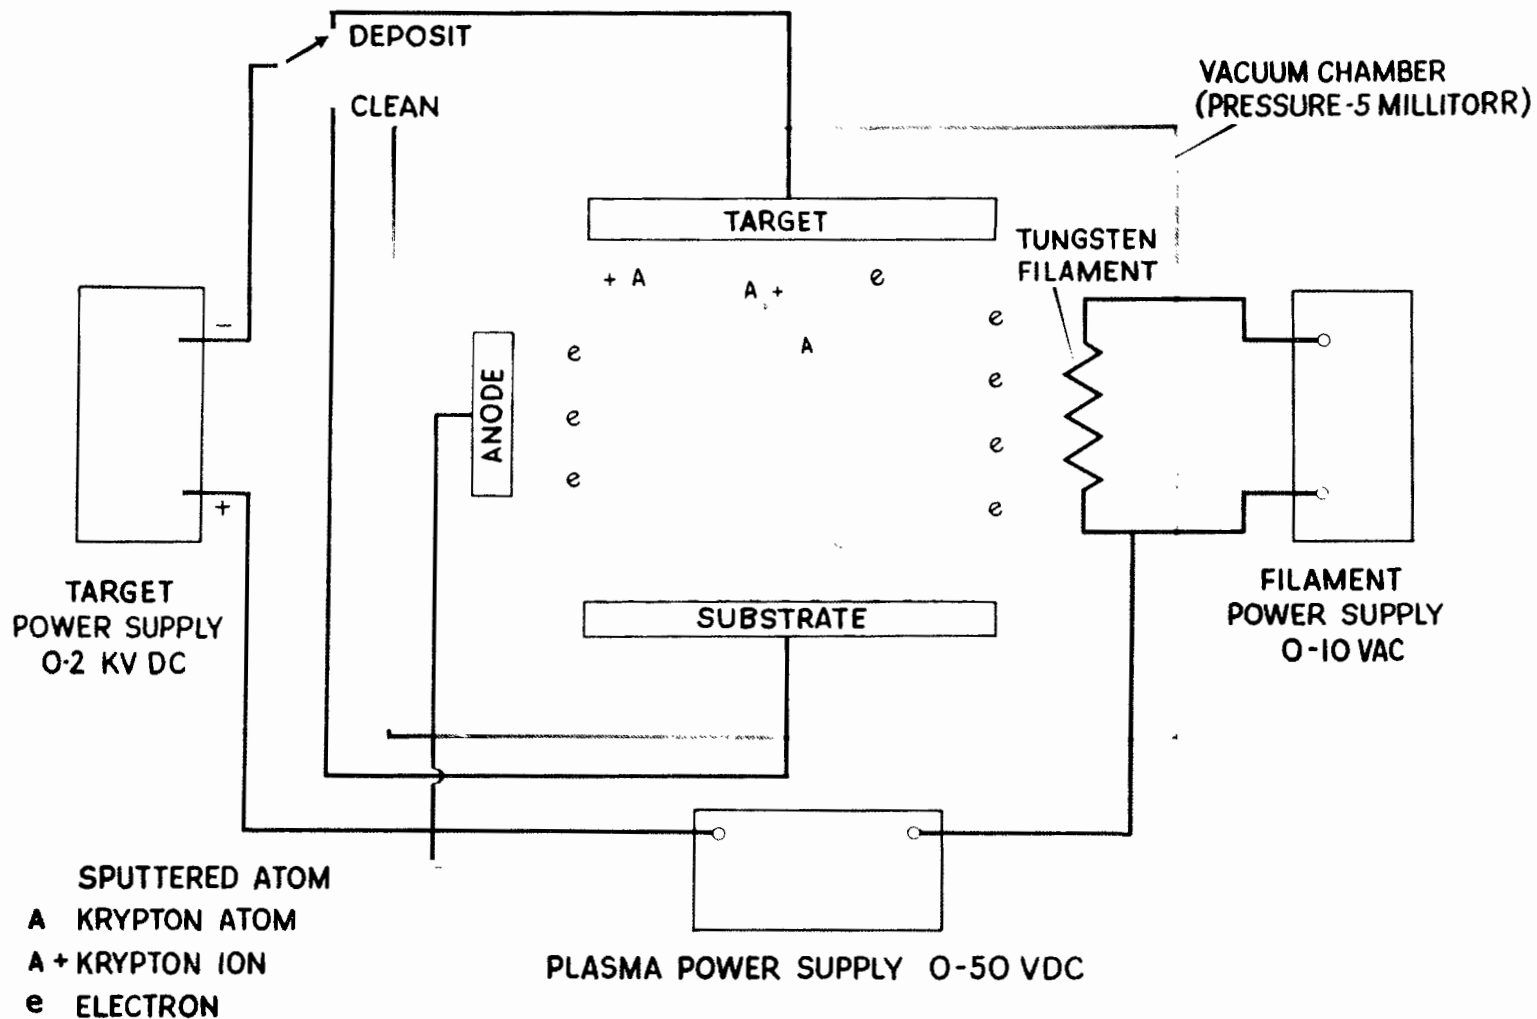 DEPOSIT
CLEAN
VACUUM CHAMBER
(PRESSURE-5 MILLITORR)
TARGET
TUNGSTEN
FILAMENT
+ A
A +
e
A
e
e
e
e
e
e
e
ANODE
−
+
SUBSTRATE
TARGET
POWER SUPPLY
0·2 KV DC
FILAMENT
POWER SUPPLY
0-10 VAC
SPUTTERED ATOM
A KRYPTON ATOM
A + KRYPTON ION
e ELECTRON
PLASMA POWER SUPPLY 0-50 VDC